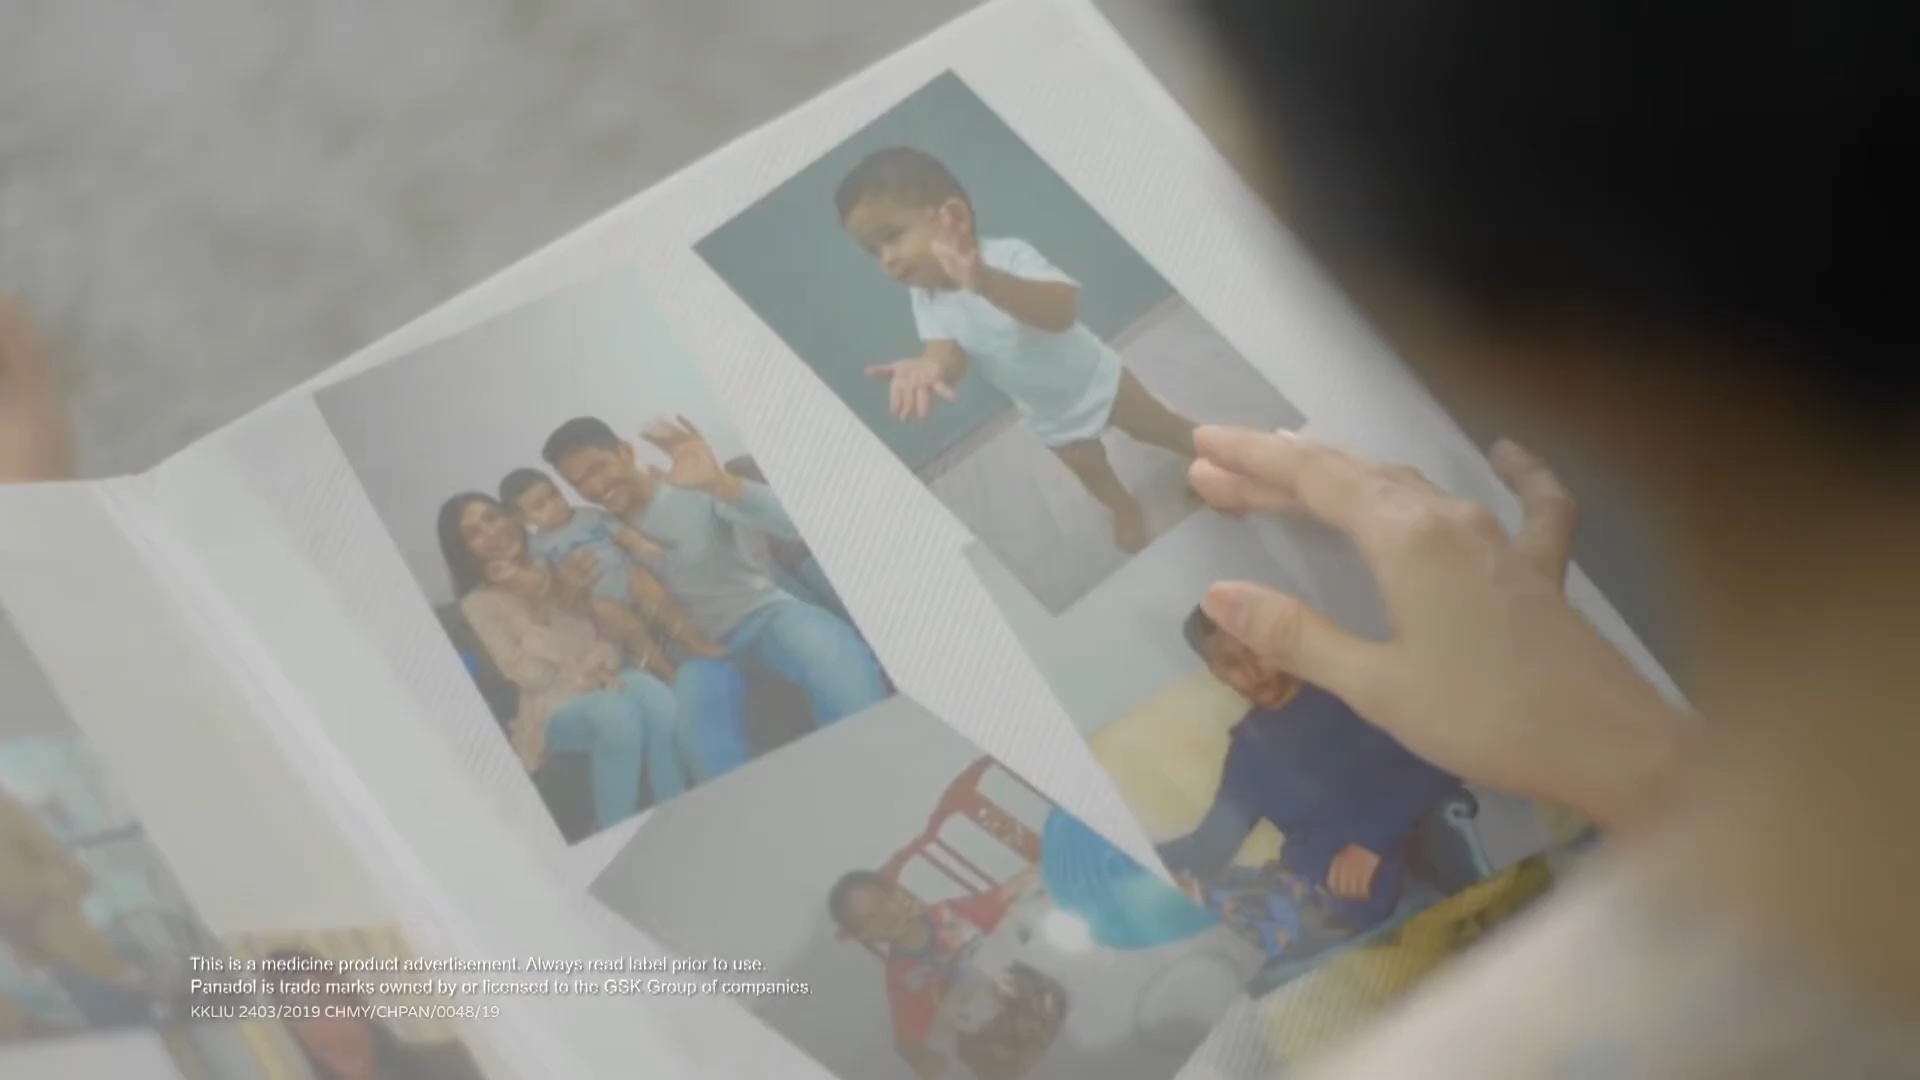 This is a medicine product advertisement. Always read label prior to use.
Panadol is trade marks owned by or licensed to the GSK Group of companies.
KKLIU 2403/2019 CHMY/CHPAN/0048/19